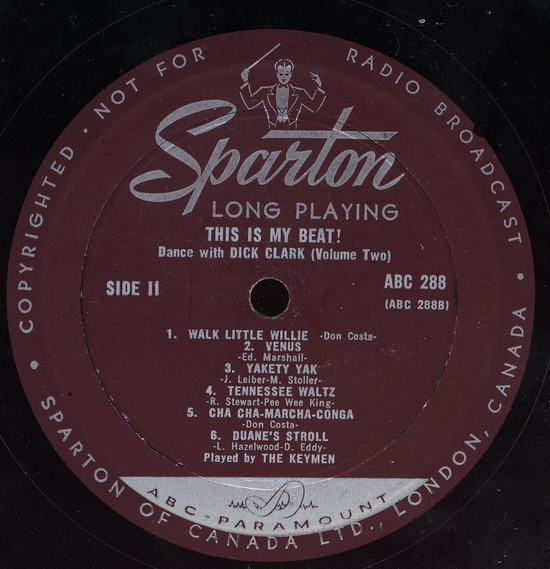 COPYRIGHTED • NOT FOR RADIO BROADCAST •
Sparton
LONG PLAYING
THIS IS MY BEAT!
Dance with DICK CLARK (Volume Two)
SIDE II
ABC 288
(ABC 288B)
1. WALK LITTLE WILLIE -Don Costa-
2. VENUS
-Ed. Marshall-
3. YAKETY YAK
-J. Leiber-M. Stoller-
4. TENNESSEE WALTZ
-R. Stewart-Pee Wee King-
5. CHA CHA-MARCHA-CONGA
-Don Costa-
6. DUANE'S STROLL
-L. Hazelwood-D. Eddy-
Played by THE KEYMEN
ABC-PARAMOUNT
• SPARTON OF CANADA LTD., LONDON, CANADA